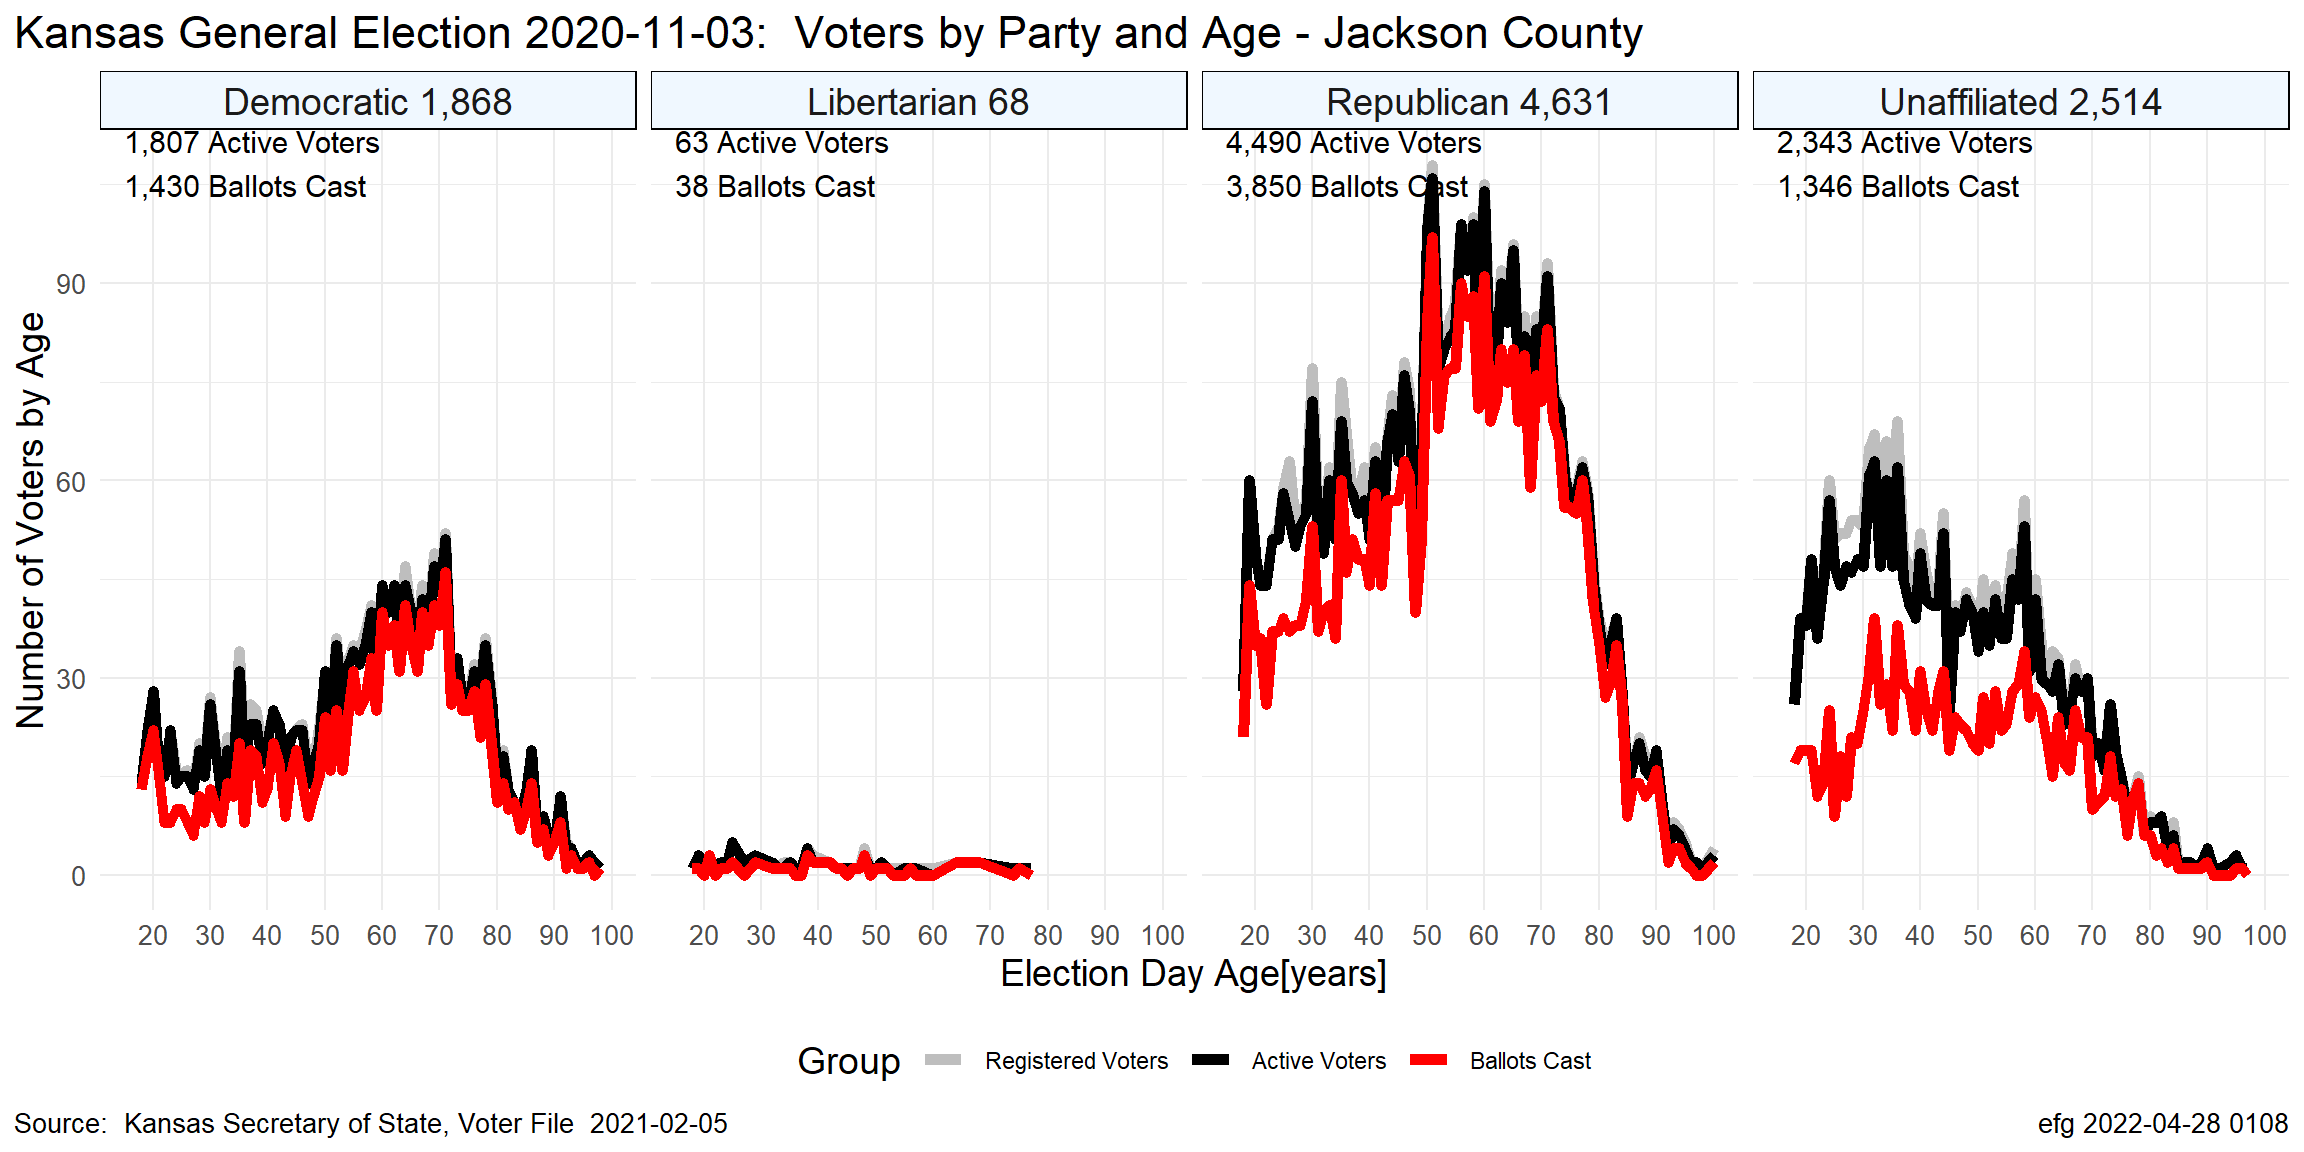 Kansas General Election 2020-11-03:  Voters by Party and Age - Jackson County
Democratic 1,868
Libertarian 68
Republican 4,631
Unaffiliated 2,514
1,807 Active Voters
1,430 Ballots Cast
63 Active Voters
38 Ballots Cast
4,490 Active Voters
3,850 Ballots Cast
2,343 Active Voters
1,346 Ballots Cast
Number of Voters by Age
90
60
30
0
20 30 40 50 60 70 80 90 100
20 30 40 50 60 70 80 90 100
20 30 40 50 60 70 80 90 100
20 30 40 50 60 70 80 90 100
Election Day Age[years]
Group Registered Voters Active Voters Ballots Cast
Source:  Kansas Secretary of State, Voter File  2021-02-05
efg 2022-04-28 0108